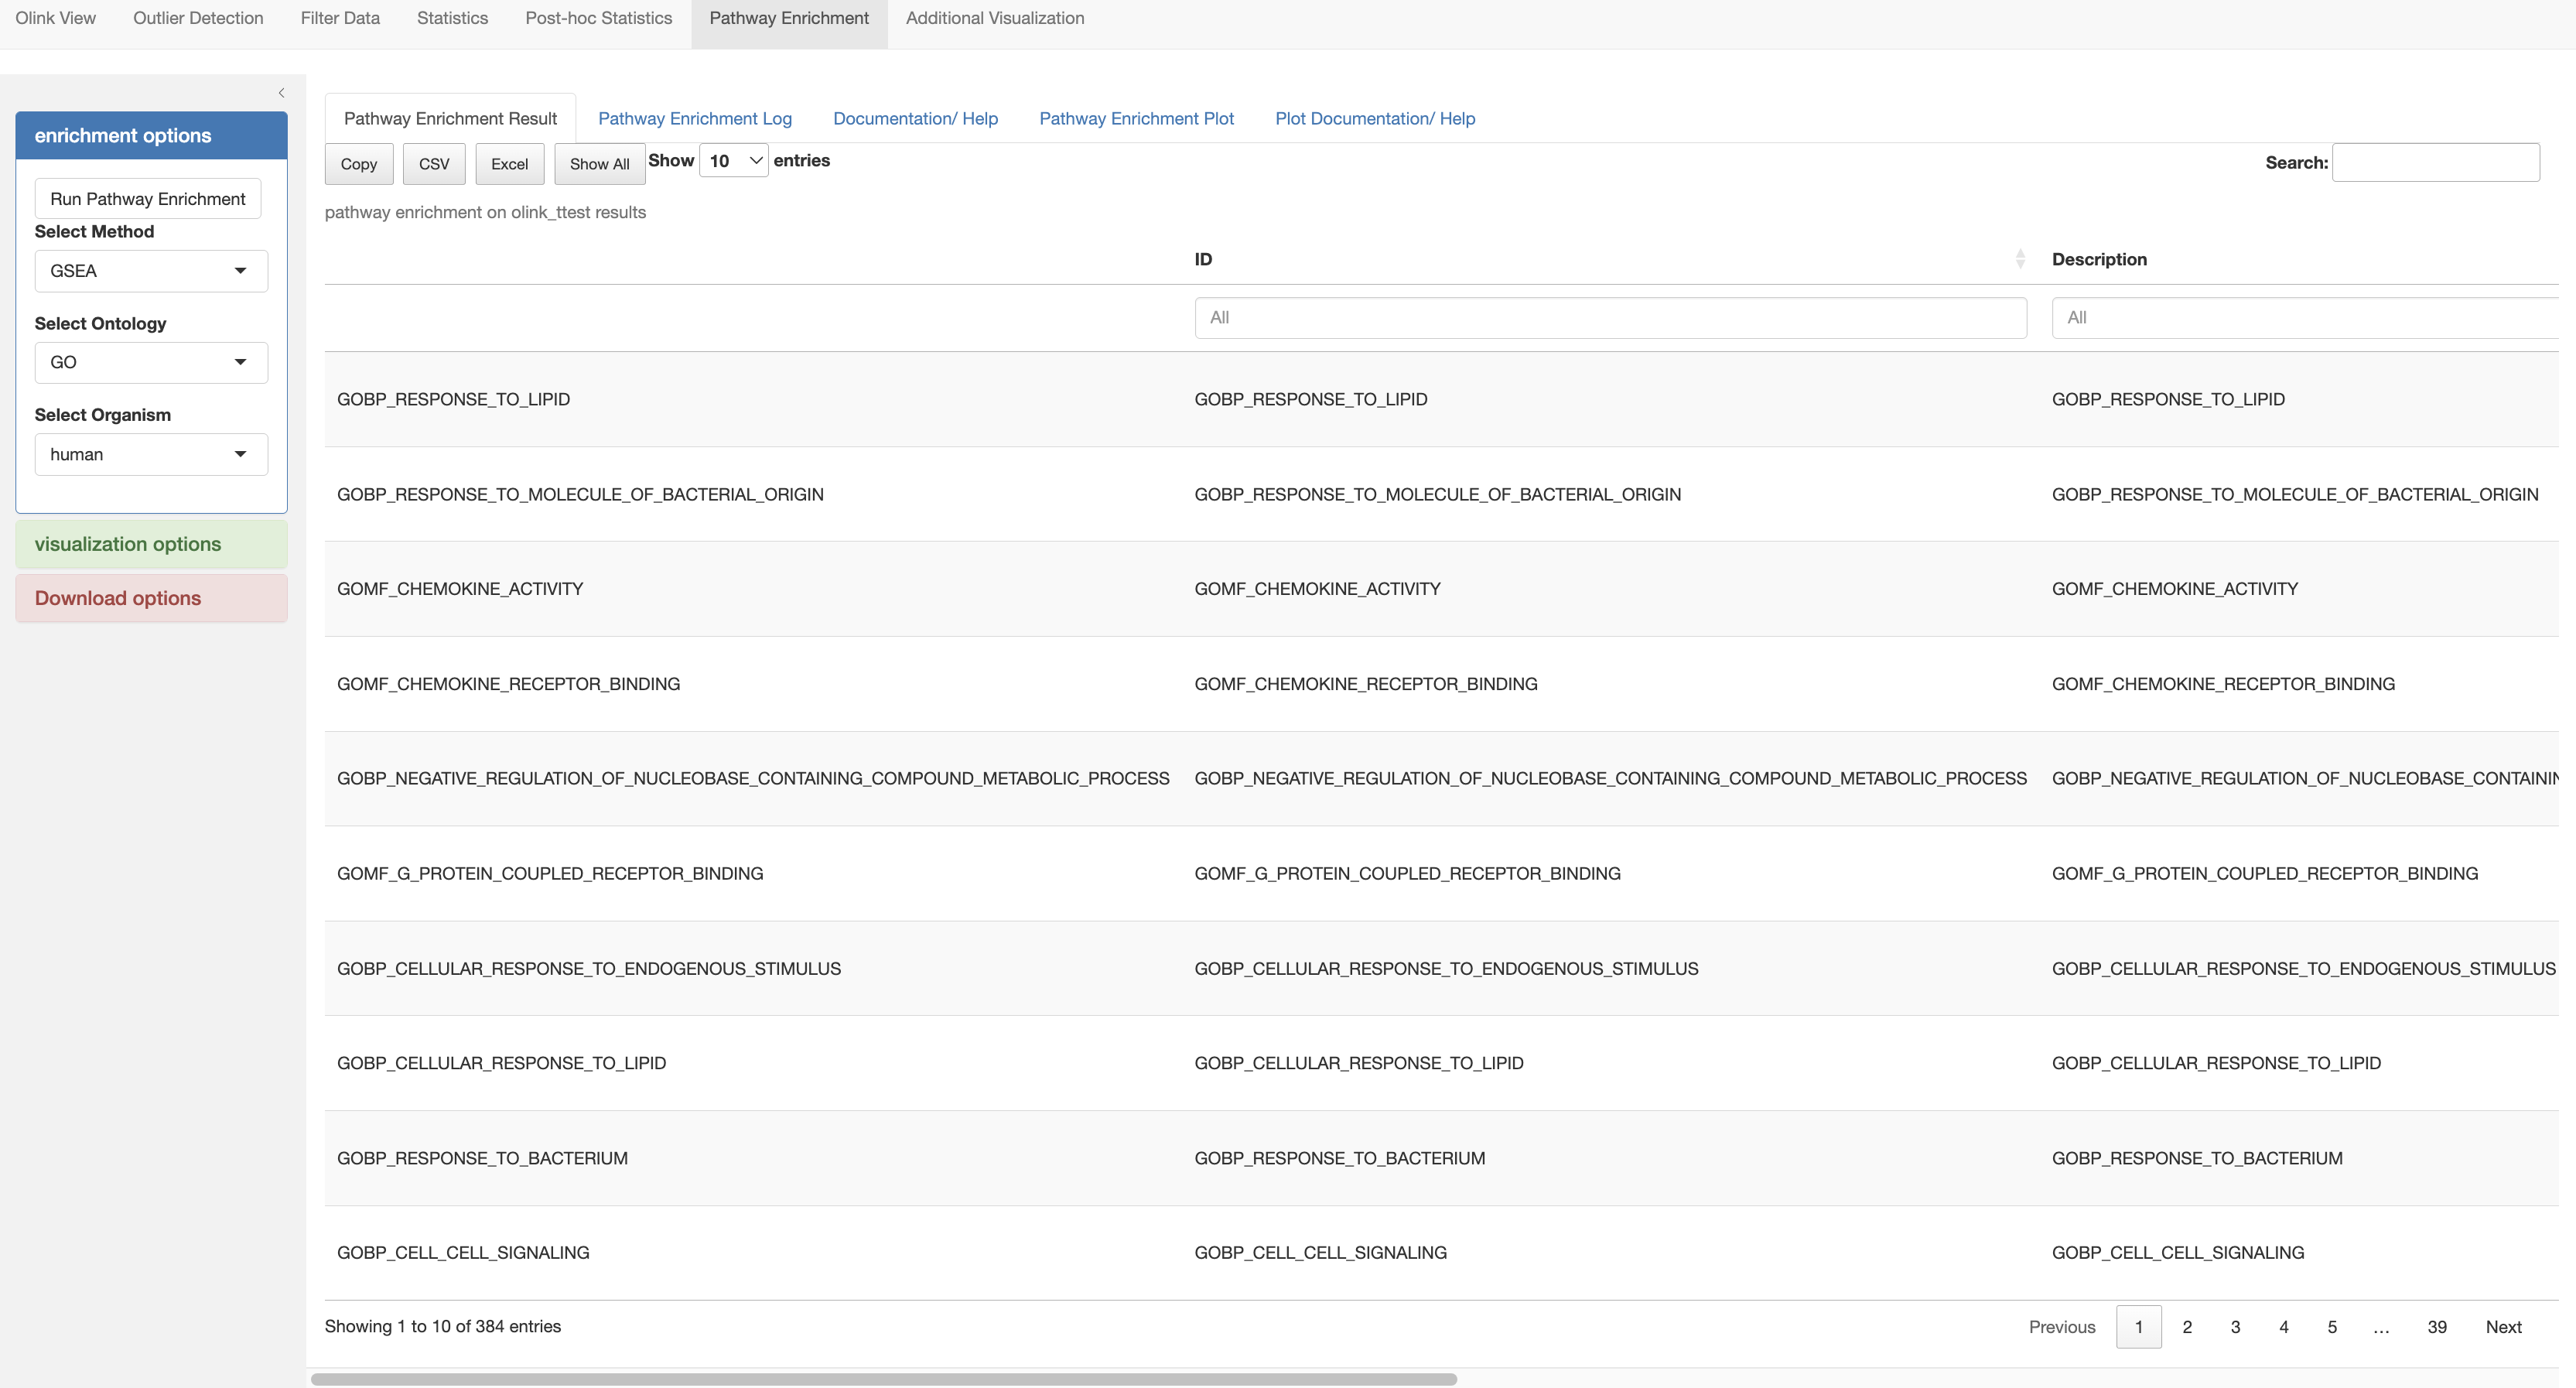 Olink View Outlier Detection Filter Data Statistics Post-hoc Statistics Pathway Enrichment Additional Visualization
enrichment options
Run Pathway Enrichment
Select Method
GSEA
Select Ontology
GO
Select Organism
human
visualization options
Download options
Pathway Enrichment Result Pathway Enrichment Log Documentation/ Help Pathway Enrichment Plot Plot Documentation/ Help
Copy CSV Excel Show All Show 10 entries Search:
pathway enrichment on olink_ttest results
ID Description
All All
GOBP_RESPONSE_TO_LIPID GOBP_RESPONSE_TO_LIPID GOBP_RESPONSE_TO_LIPID
GOBP_RESPONSE_TO_MOLECULE_OF_BACTERIAL_ORIGIN GOBP_RESPONSE_TO_MOLECULE_OF_BACTERIAL_ORIGIN GOBP_RESPONSE_TO_MOLECULE_OF_BACTERIAL_ORIGIN
GOMF_CHEMOKINE_ACTIVITY GOMF_CHEMOKINE_ACTIVITY GOMF_CHEMOKINE_ACTIVITY
GOMF_CHEMOKINE_RECEPTOR_BINDING GOMF_CHEMOKINE_RECEPTOR_BINDING GOMF_CHEMOKINE_RECEPTOR_BINDING
GOBP_NEGATIVE_REGULATION_OF_NUCLEOBASE_CONTAINING_COMPOUND_METABOLIC_PROCESS GOBP_NEGATIVE_REGULATION_OF_NUCLEOBASE_CONTAINING_COMPOUND_METABOLIC_PROCESS GOBP_NEGATIVE_REGULATION_OF_NUCLEOBASE_CONTAININ
GOMF_G_PROTEIN_COUPLED_RECEPTOR_BINDING GOMF_G_PROTEIN_COUPLED_RECEPTOR_BINDING GOMF_G_PROTEIN_COUPLED_RECEPTOR_BINDING
GOBP_CELLULAR_RESPONSE_TO_ENDOGENOUS_STIMULUS GOBP_CELLULAR_RESPONSE_TO_ENDOGENOUS_STIMULUS GOBP_CELLULAR_RESPONSE_TO_ENDOGENOUS_STIMULUS
GOBP_CELLULAR_RESPONSE_TO_LIPID GOBP_CELLULAR_RESPONSE_TO_LIPID GOBP_CELLULAR_RESPONSE_TO_LIPID
GOBP_RESPONSE_TO_BACTERIUM GOBP_RESPONSE_TO_BACTERIUM GOBP_RESPONSE_TO_BACTERIUM
GOBP_CELL_CELL_SIGNALING GOBP_CELL_CELL_SIGNALING GOBP_CELL_CELL_SIGNALING
Showing 1 to 10 of 384 entries Previous 1 2 3 4 5 ... 39 Next